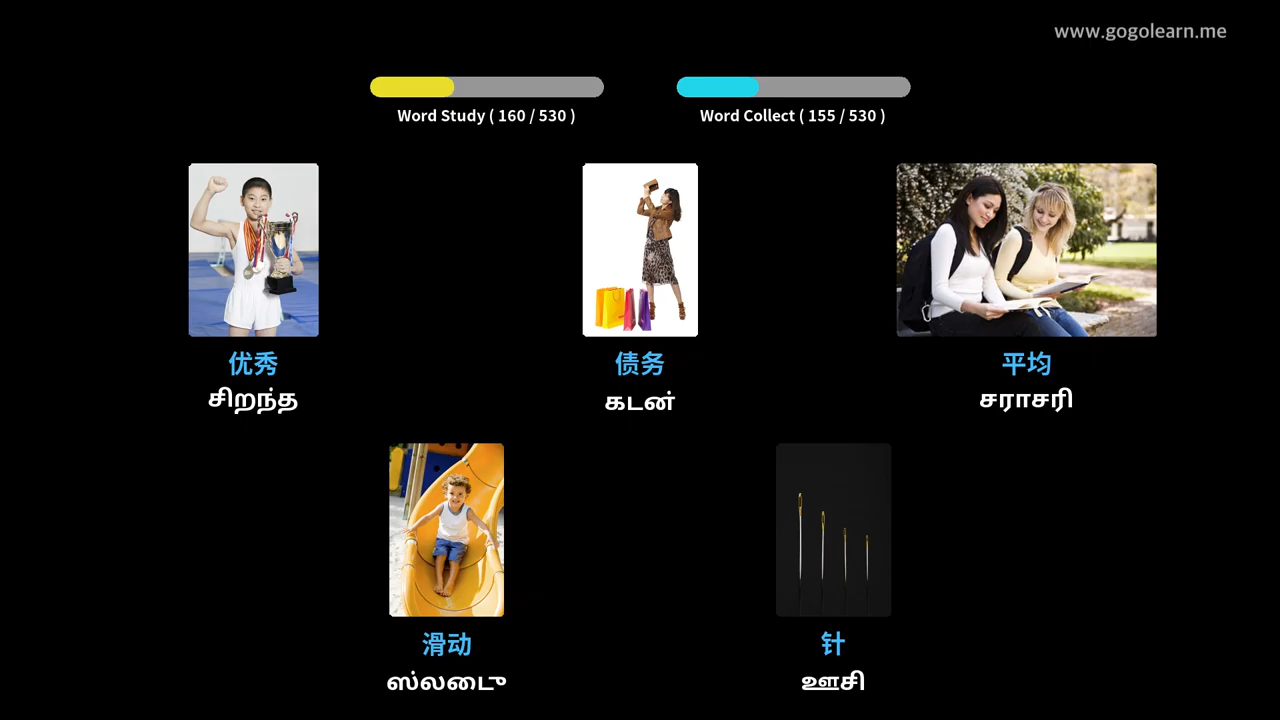 www.gogolearn.me
Word Study ( 160 / 530 )
Word Collect ( 155 / 530 )
优秀
சிறந்த
债务
கடன்
平均
சராசரி
滑动
ஸ்லைடு
针
ஊசி